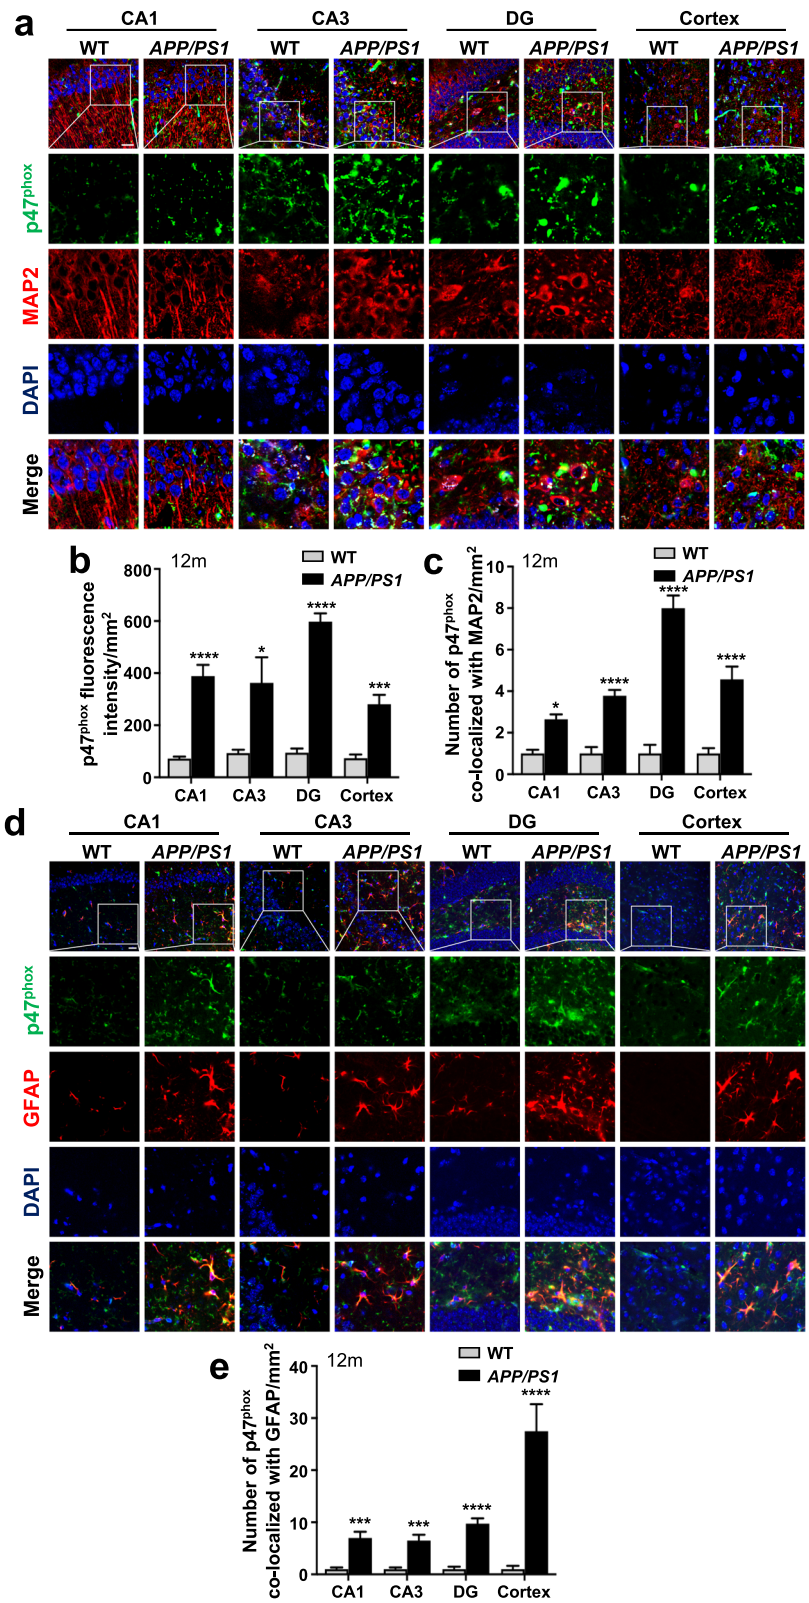 a
CA1 CA3 DG Cortex
WT APP/PS1 WT APP/PS1 WT APP/PS1 WT APP/PS1
p47phox
MAP2
DAPI
Merge
b
12m
WT
APP/PS1
p47phox fluorescence
intensity/mm2
800
600
400
200
0
**** * **** ***
CA1 CA3 DG Cortex
c
12m
WT
APP/PS1
Number of p47phox
co-localized with MAP2/mm2
10
8
6
4
2
0
* **** **** ****
CA1 CA3 DG Cortex
d
CA1 CA3 DG Cortex
WT APP/PS1 WT APP/PS1 WT APP/PS1 WT APP/PS1
p47phox
GFAP
DAPI
Merge
e
12m
WT
APP/PS1
Number of p47phox
co-localized with GFAP/mm2
40
30
20
10
0
*** *** **** ****
CA1 CA3 DG Cortex